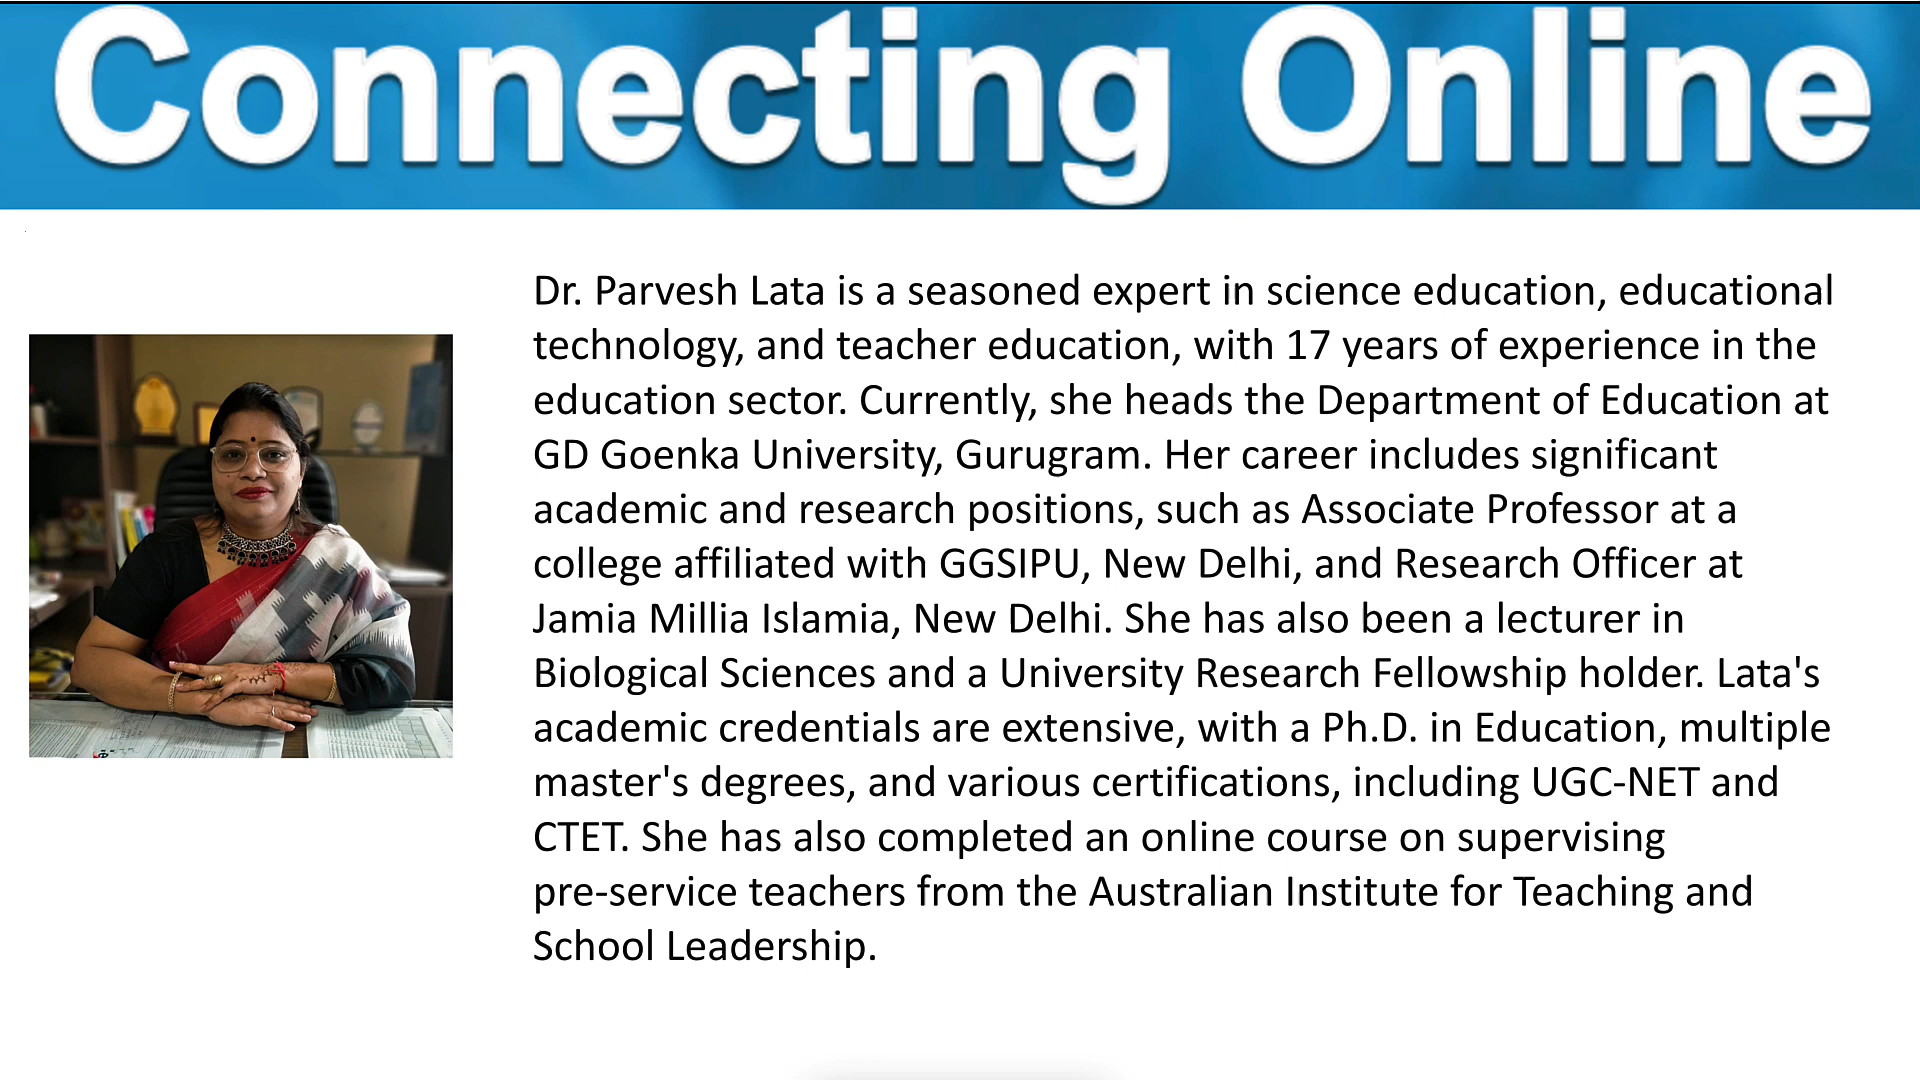 Connecting Online
Dr. Parvesh Lata is a seasoned expert in science education, educational
technology, and teacher education, with 17 years of experience in the
education sector. Currently, she heads the Department of Education at
GD Goenka University, Gurugram. Her career includes significant
academic and research positions, such as Associate Professor at a
college affiliated with GGSIPU, New Delhi, and Research Officer at
Jamia Millia Islamia, New Delhi. She has also been a lecturer in
Biological Sciences and a University Research Fellowship holder. Lata's
academic credentials are extensive, with a Ph.D. in Education, multiple
master's degrees, and various certifications, including UGC-NET and
CTET. She has also completed an online course on supervising
pre-service teachers from the Australian Institute for Teaching and
School Leadership.